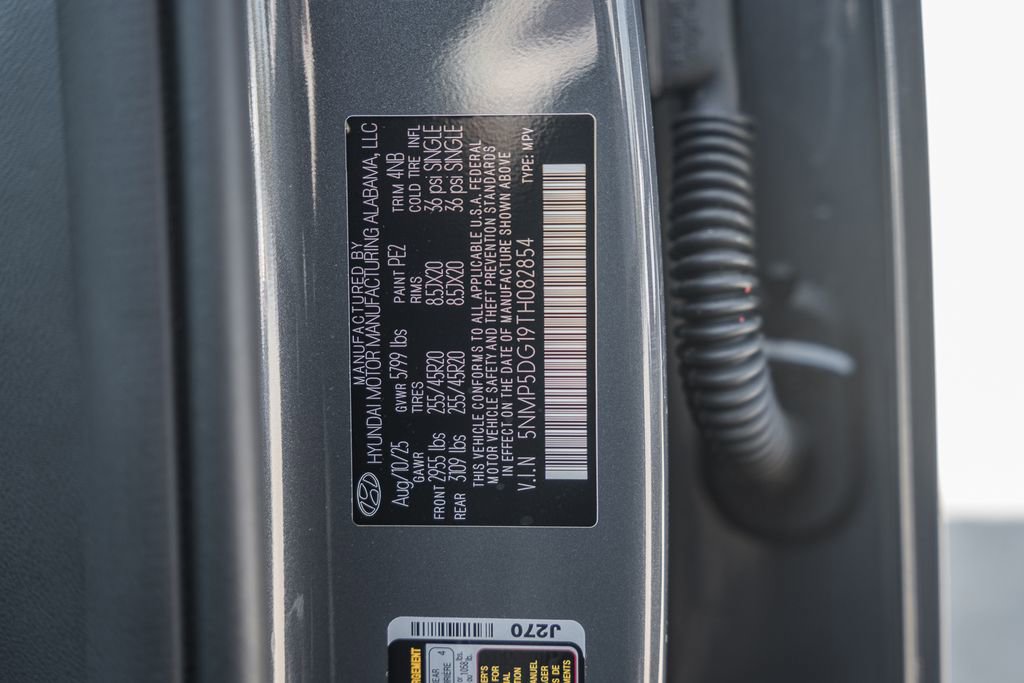 MANUFACTURED BY
HYUNDAI MOTOR MANUFACTURING ALABAMA, LLC
Aug/10/25 GVWR 5799 lbs PAINT PE2 TRIM 4NB
GAWR TIRES RIMS COLD TIRE INFL
FRONT 2955 lbs 255/45R20 8.5JX20 36 psi SINGLE
REAR 3109 lbs 255/45R20 8.5JX20 36 psi SINGLE
THIS VEHICLE CONFORMS TO ALL APPLICABLE U.S.A. FEDERAL
MOTOR VEHICLE SAFETY AND THEFT PREVENTION STANDARDS
IN EFFECT ON THE DATE OF MANUFACTURE SHOWN ABOVE
V.I.N 5NMP5DG19TH082854 TYPE: MPV
J270
4